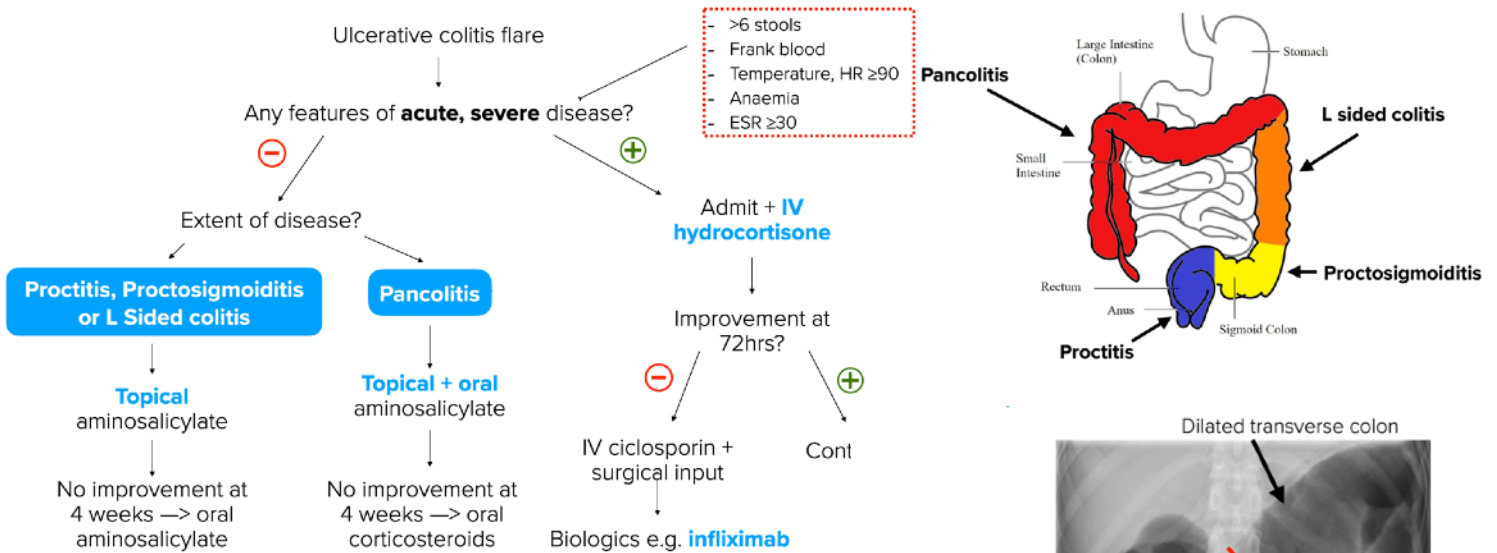 Ulcerative colitis flare
Any features of acute, severe disease?
- >6 stools
- Frank blood
- Temperature, HR ≥90
- Anaemia
- ESR ≥30
Extent of disease?
Proctitis, Proctosigmoiditis
or L Sided colitis
Pancolitis
Topical
aminosalicylate
Topical + oral
aminosalicylate
No improvement at
4 weeks —> oral
aminosalicylate
No improvement at
4 weeks —> oral
corticosteroids
Admit + IV
hydrocortisone
Improvement at
72hrs?
IV ciclosporin +
surgical input
Cont
Biologics e.g. infliximab
Pancolitis
Large Intestine
(Colon)
Stomach
L sided colitis
Small
Intestine
Proctosigmoiditis
Rectum
Anus
Sigmoid Colon
Proctitis
Dilated transverse colon